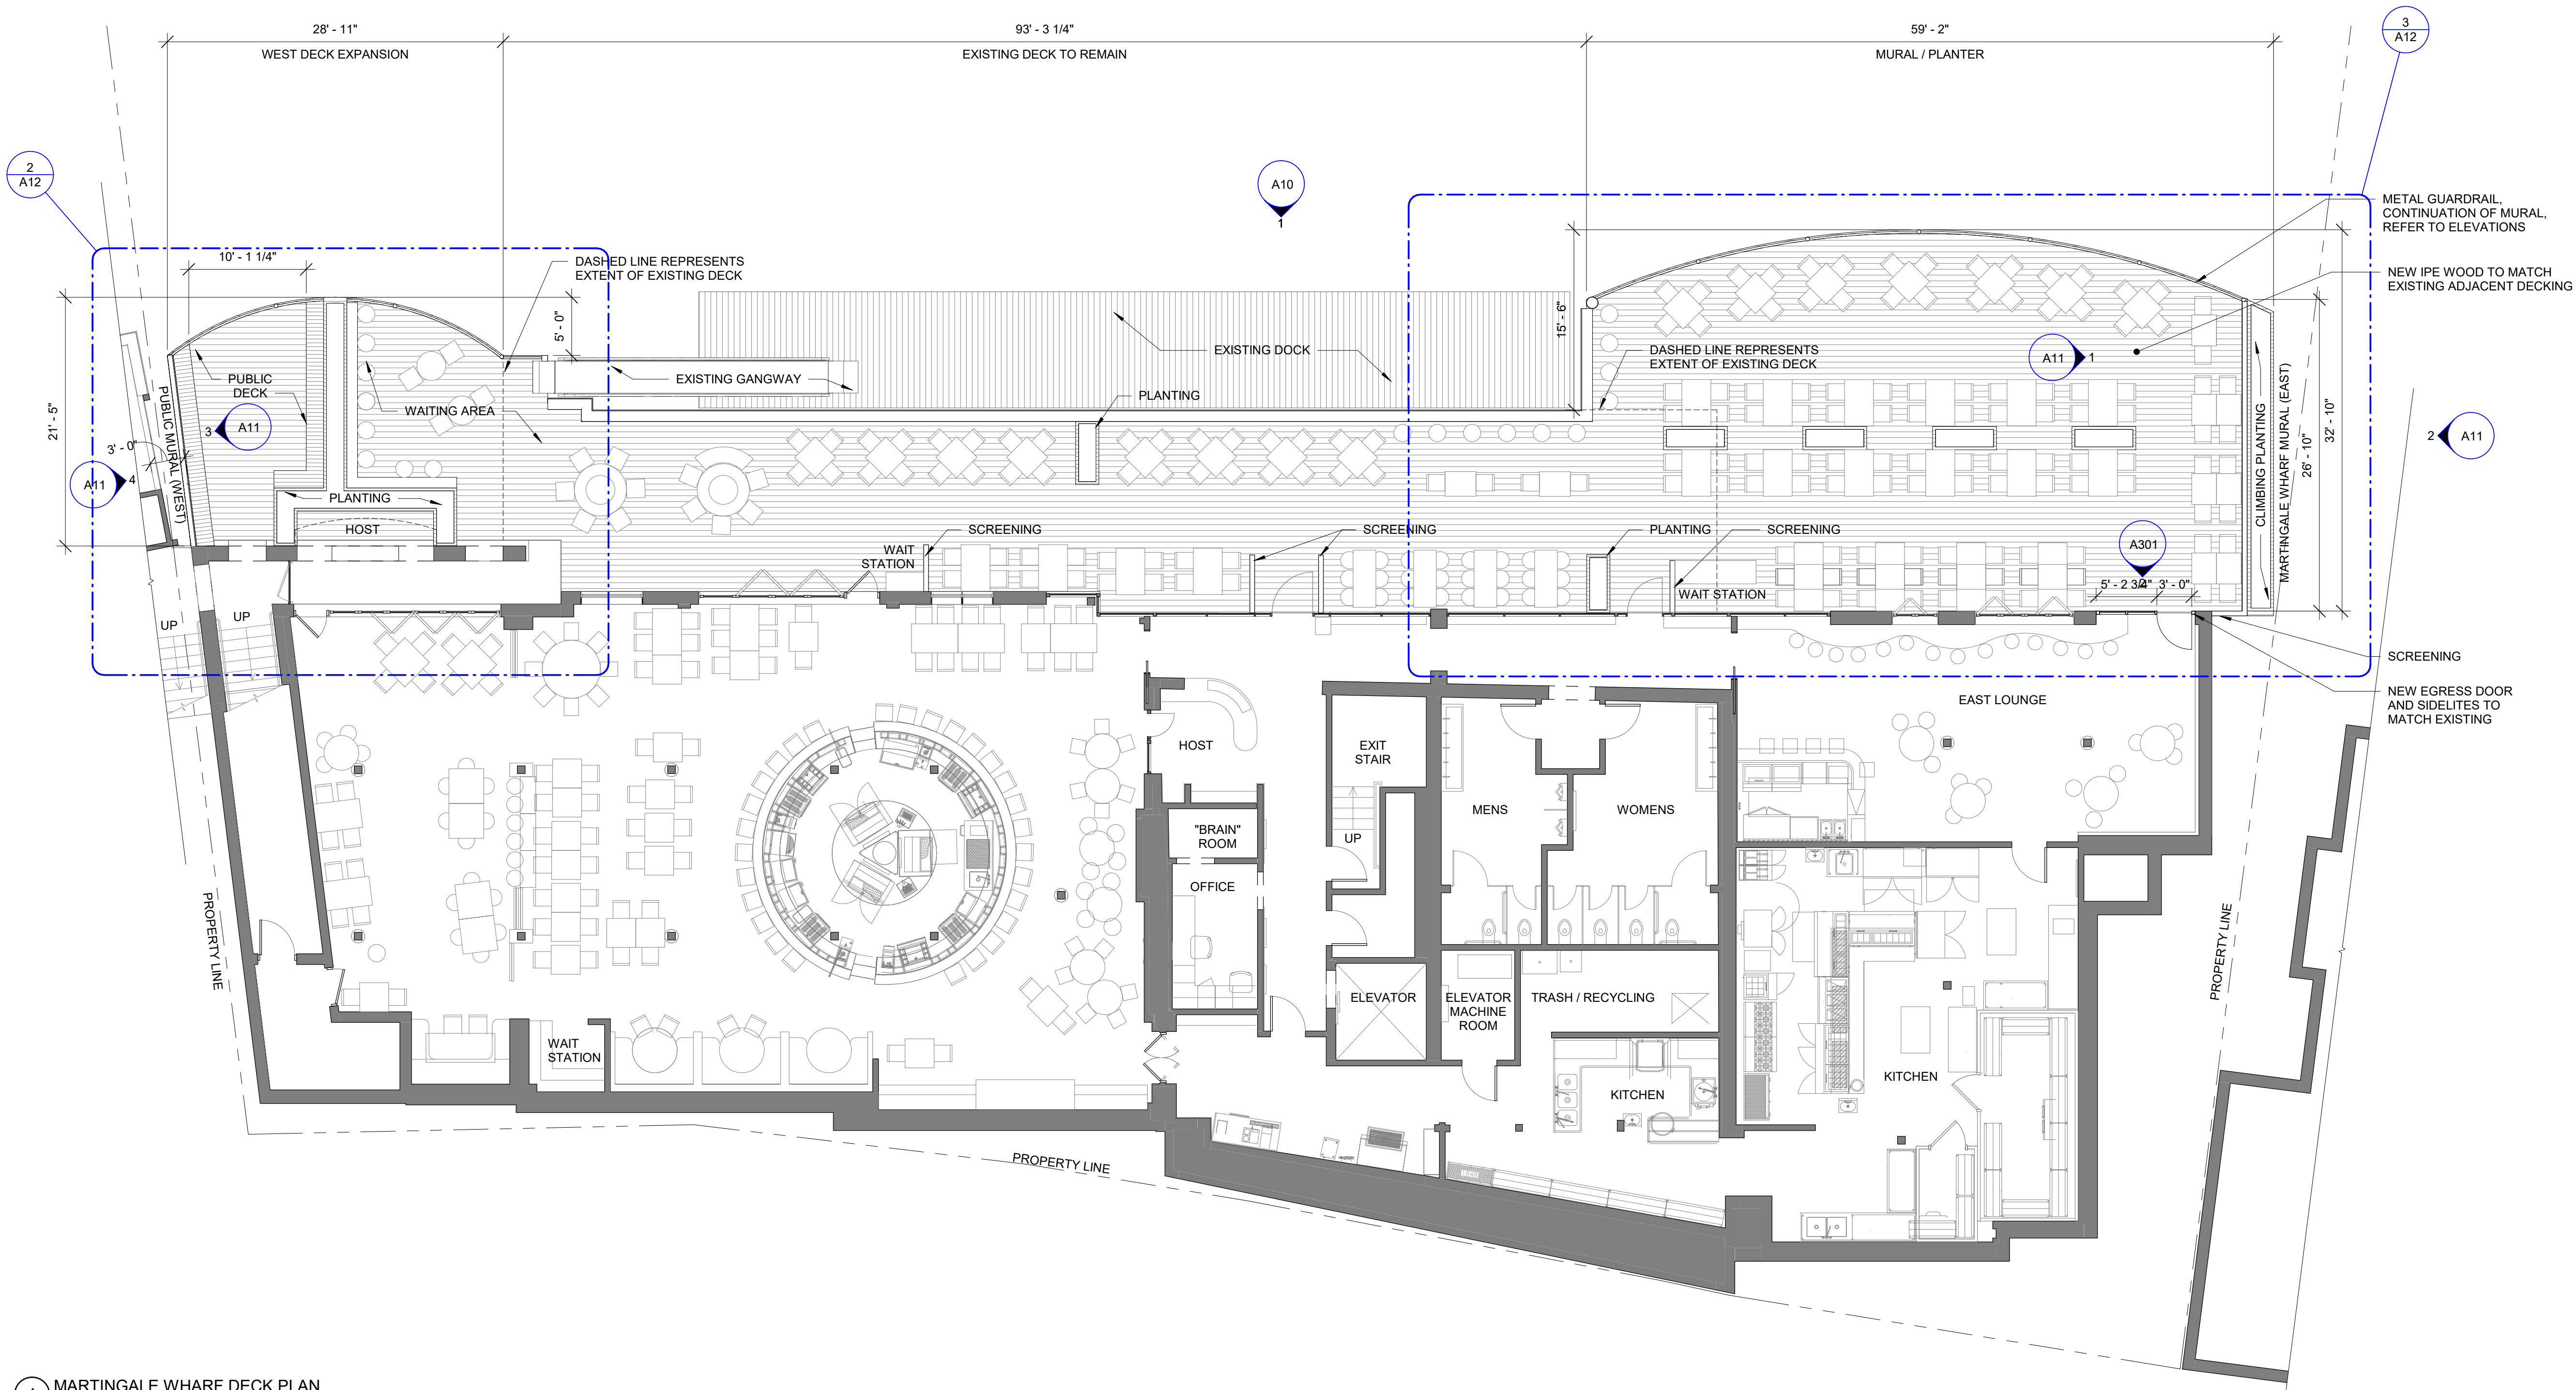 28' - 11"
WEST DECK EXPANSION
93' - 3 1/4"
EXISTING DECK TO REMAIN
59' - 2"
MURAL / PLANTER
3
A12
2
A12
A10
1
METAL GUARDRAIL,
CONTINUATION OF MURAL,
REFER TO ELEVATIONS
NEW IPE WOOD TO MATCH
EXISTING ADJACENT DECKING
10' - 1 1/4"
DASHED LINE REPRESENTS
EXTENT OF EXISTING DECK
5' - 0"
15' - 6"
21' - 5"
EXISTING DOCK
DASHED LINE REPRESENTS
EXTENT OF EXISTING DECK
A11
1
PUBLIC
DECK
EXISTING GANGWAY
PLANTING
WAITING AREA
PUBLIC MURAL (WEST)
3
A11
3' - 0"
A11
4
PLANTING
HOST
CLIMBING PLANTING
MARTINGALE WHARF MURAL (EAST)
26' - 10"
32' - 10"
2
A11
SCREENING
SCREENING
PLANTING
SCREENING
WAIT
STATION
A301
2
5' - 2 3/4"
3' - 0"
WAIT STATION
UP
UP
SCREENING
NEW EGRESS DOOR
AND SIDELITES TO
MATCH EXISTING
EAST LOUNGE
HOST
EXIT
STAIR
MENS
WOMENS
"BRAIN"
ROOM
UP
OFFICE
PROPERTY LINE
PROPERTY LINE
ELEVATOR
ELEVATOR
MACHINE
ROOM
TRASH / RECYCLING
WAIT
STATION
KITCHEN
KITCHEN
PROPERTY LINE
MARTINGALE WHARF DECK PLAN